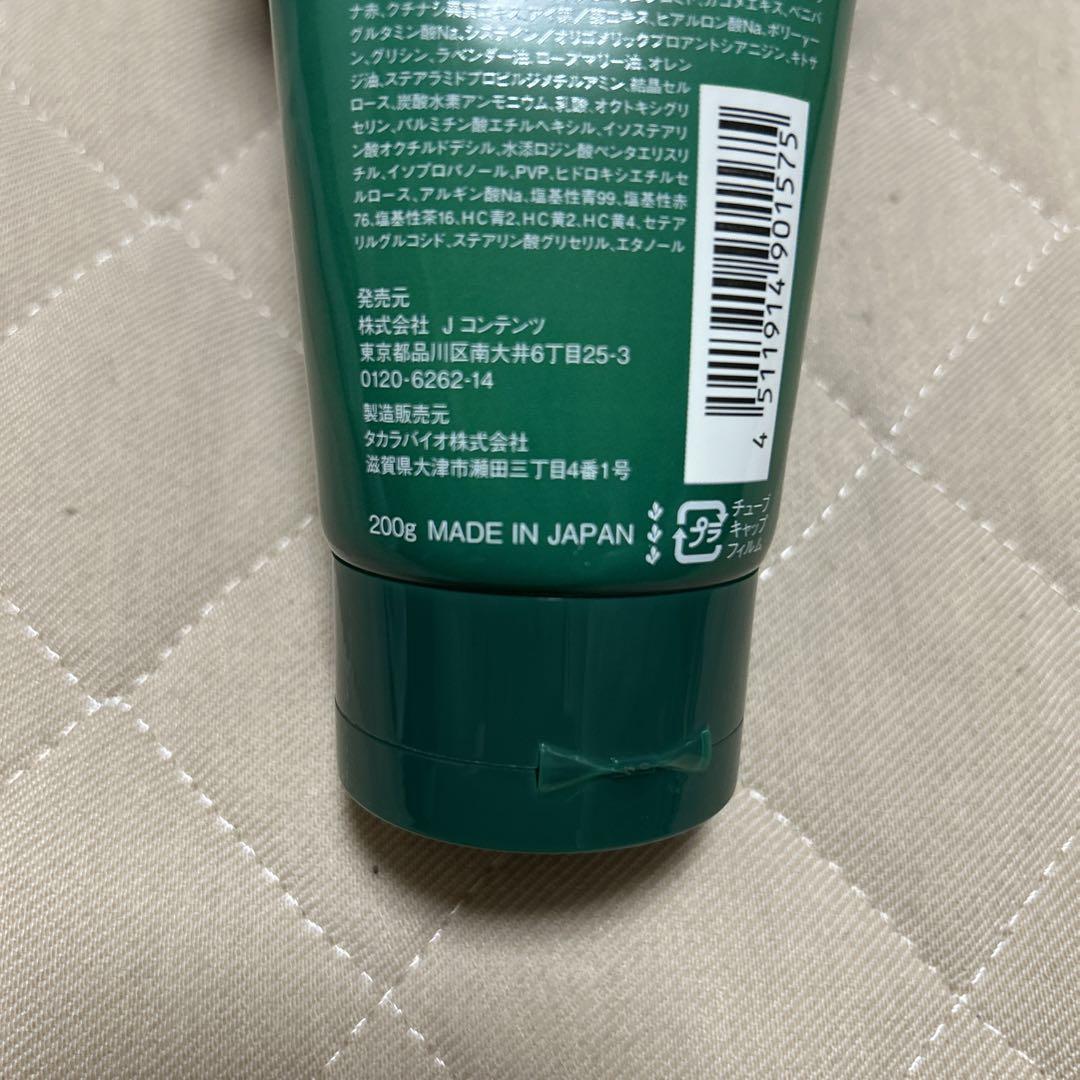 ガゴメエキス、ベニバ
ナ赤、クチナシ果実エキス、アイ葉／茎エキス、ヒアルロン酸Na、ポリ-γ-
グルタミン酸Na、システイン／オリゴメリックプロアントシアニジン、キトサ
ン、グリシン、ラベンダー油、ローズマリー油、オレン
ジ油、ステアラミドプロピルジメチルアミン、結晶セル
ロース、炭酸水素アンモニウム、乳酸、オクトキシグリ
セリン、パルミチン酸エチルヘキシル、イソステアリ
ン酸オクチルドデシル、水添ロジン酸ペンタエリスリ
チル、イソプロパノール、PVP、ヒドロキシエチルセ
ルロース、アルギン酸Na、塩基性青99、塩基性赤
76、塩基性茶16、HC青2、HC黄2、HC黄4、セテア
リルグルコシド、ステアリン酸グリセリル、エタノール
発売元
株式会社 J コンテンツ
東京都品川区南大井6丁目25-3
0120-6262-14
製造販売元
タカラバイオ株式会社
滋賀県大津市瀬田三丁目4番1号
200g MADE IN JAPAN
プラ
チューブ
キャップ
フィルム
4 511914 901575